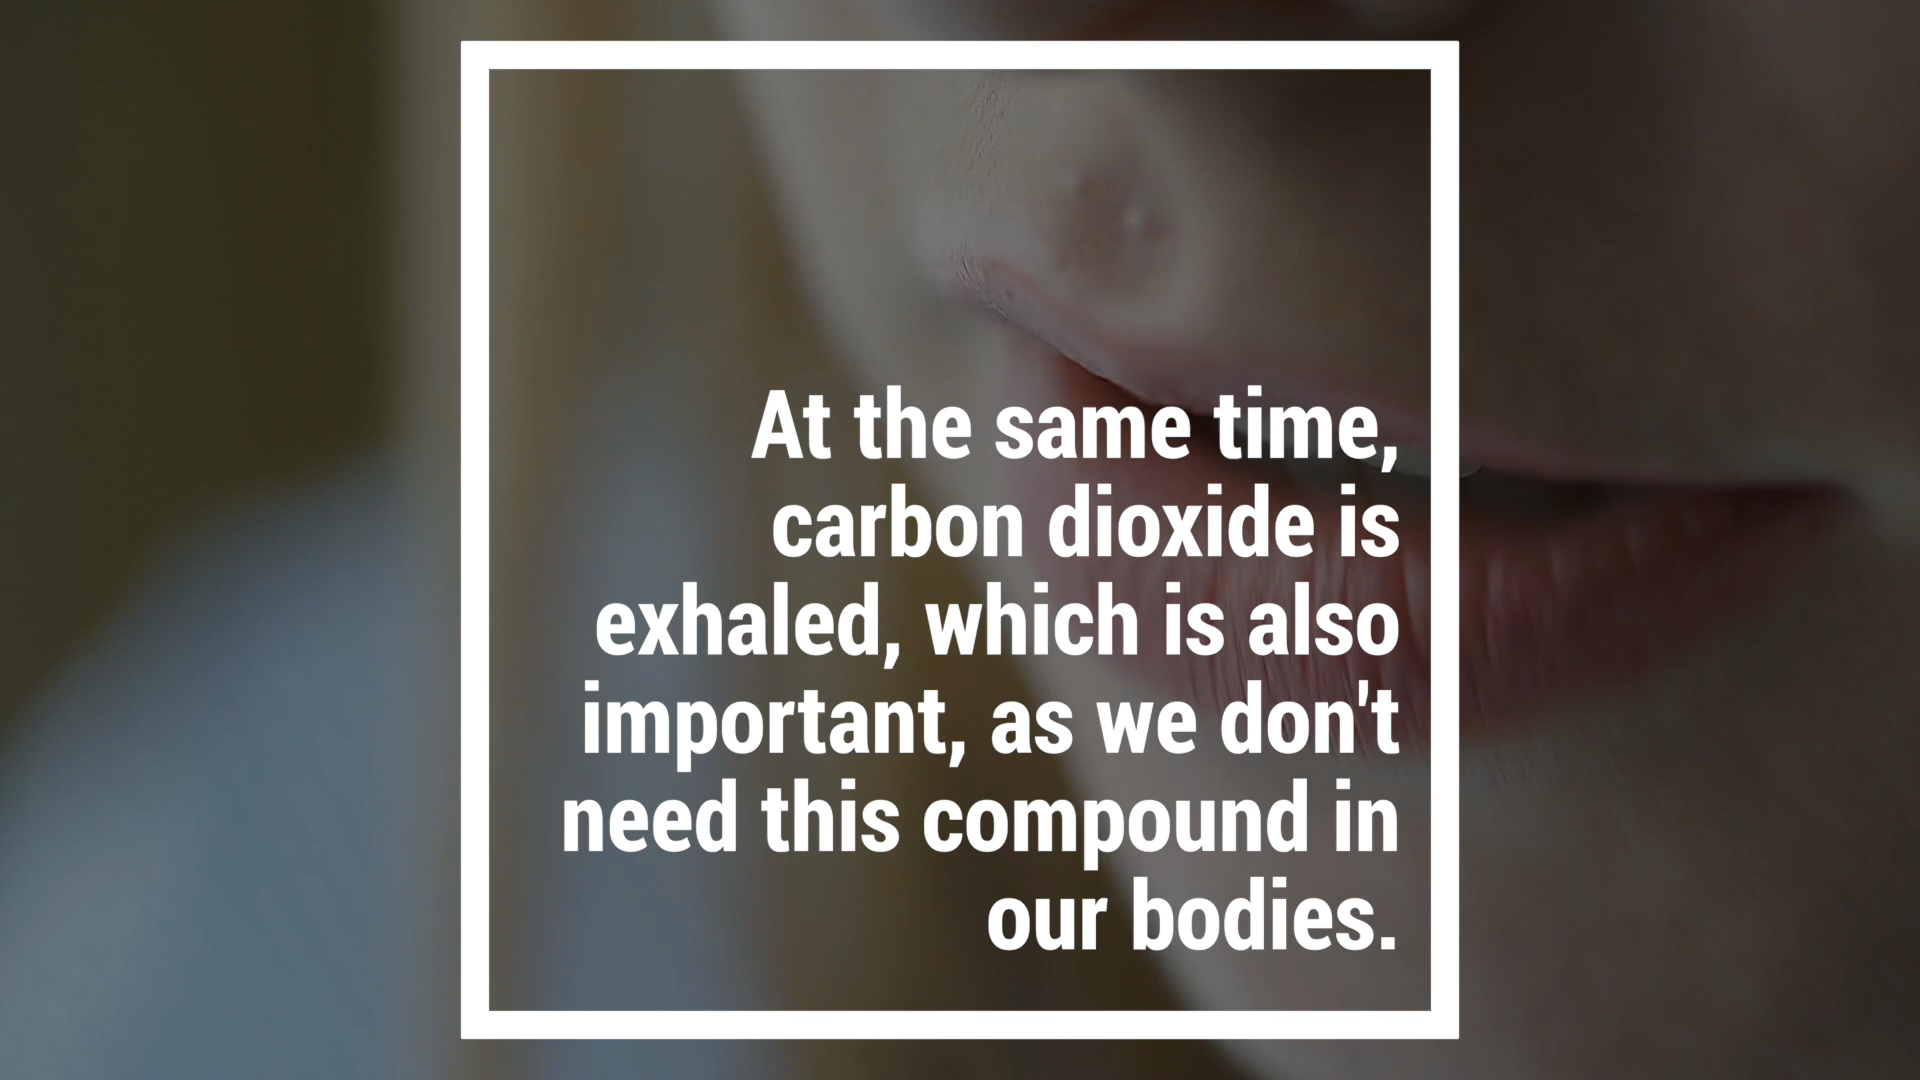 At the same time,
carbon dioxide is
exhaled, which is also
important, as we don't
need this compound in
our bodies.